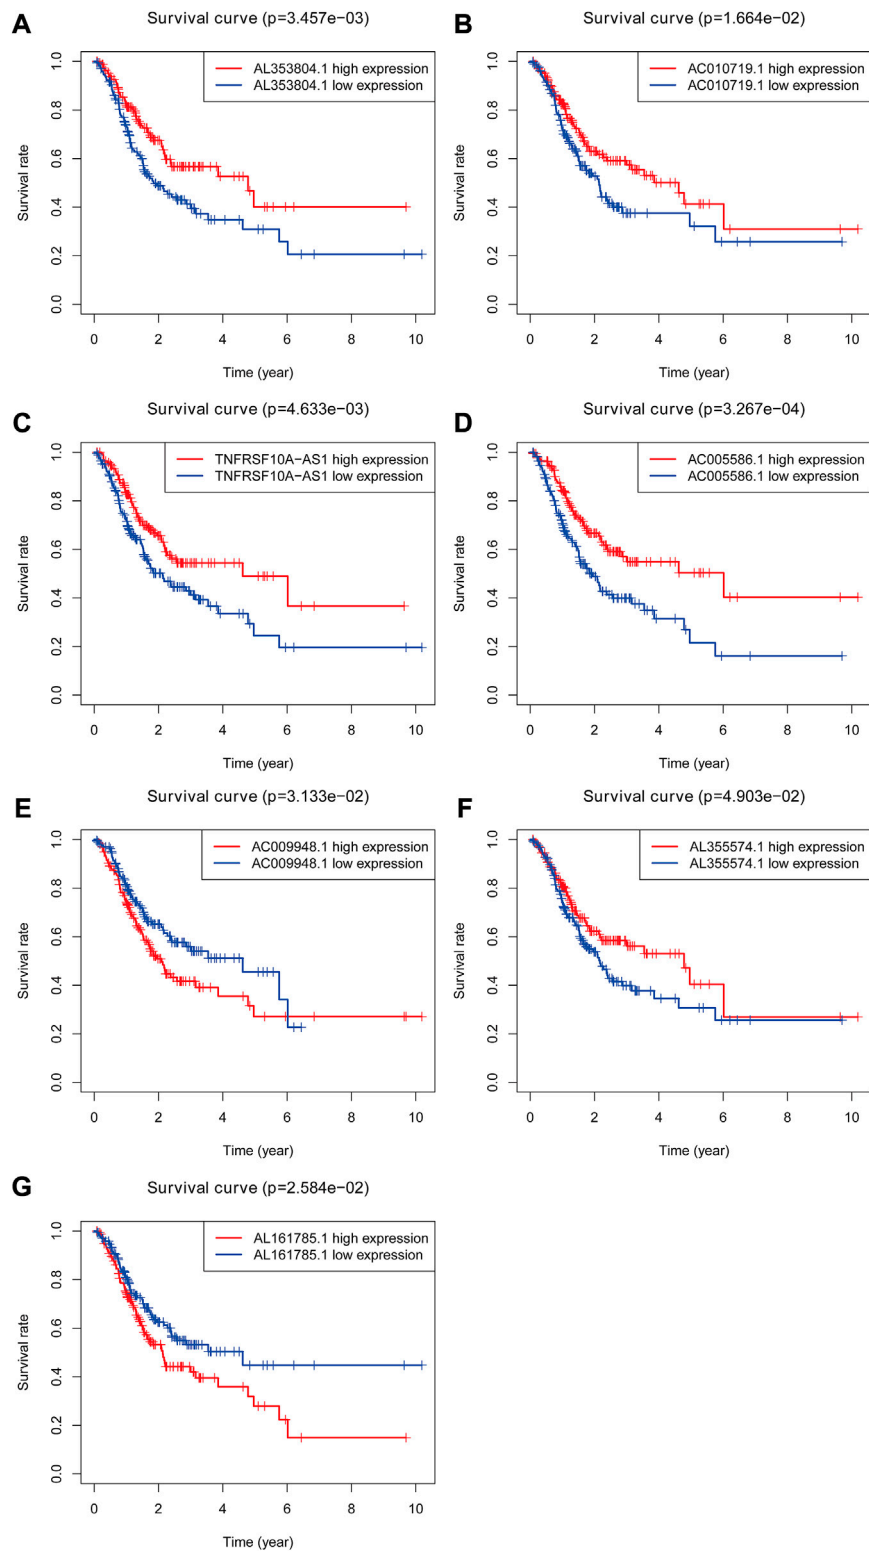 A
Survival curve (p=3.457e−03)
AL353804.1 high expression
AL353804.1 low expression
Survival rate
1.0
0.8
0.6
0.4
0.2
0.0
0 2 4 6 8 10
Time (year)
B
Survival curve (p=1.664e−02)
AC010719.1 high expression
AC010719.1 low expression
Survival rate
1.0
0.8
0.6
0.4
0.2
0.0
0 2 4 6 8 10
Time (year)
C
Survival curve (p=4.633e−03)
TNFRSF10A−AS1 high expression
TNFRSF10A−AS1 low expression
Survival rate
1.0
0.8
0.6
0.4
0.2
0.0
0 2 4 6 8 10
Time (year)
D
Survival curve (p=3.267e−04)
AC005586.1 high expression
AC005586.1 low expression
Survival rate
1.0
0.8
0.6
0.4
0.2
0.0
0 2 4 6 8 10
Time (year)
E
Survival curve (p=3.133e−02)
AC009948.1 high expression
AC009948.1 low expression
Survival rate
1.0
0.8
0.6
0.4
0.2
0.0
0 2 4 6 8 10
Time (year)
F
Survival curve (p=4.903e−02)
AL355574.1 high expression
AL355574.1 low expression
Survival rate
1.0
0.8
0.6
0.4
0.2
0.0
0 2 4 6 8 10
Time (year)
G
Survival curve (p=2.584e−02)
AL161785.1 high expression
AL161785.1 low expression
Survival rate
1.0
0.8
0.6
0.4
0.2
0.0
0 2 4 6 8 10
Time (year)